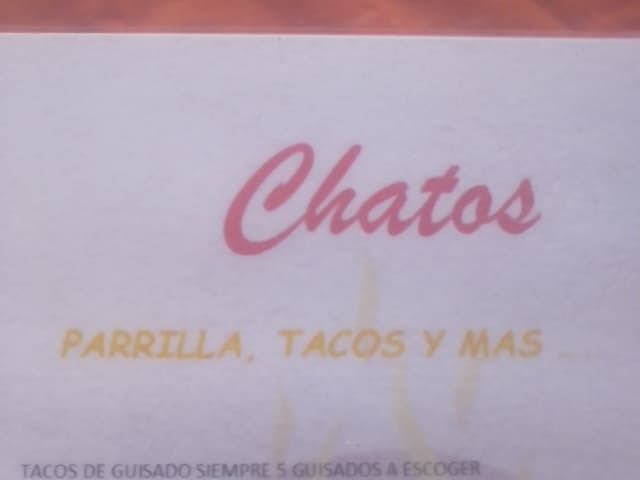 Chatos
PARRILLA, TACOS Y MAS ....
TACOS DE GUISADO SIEMPRE 5 GUISADOS A ESCOGER